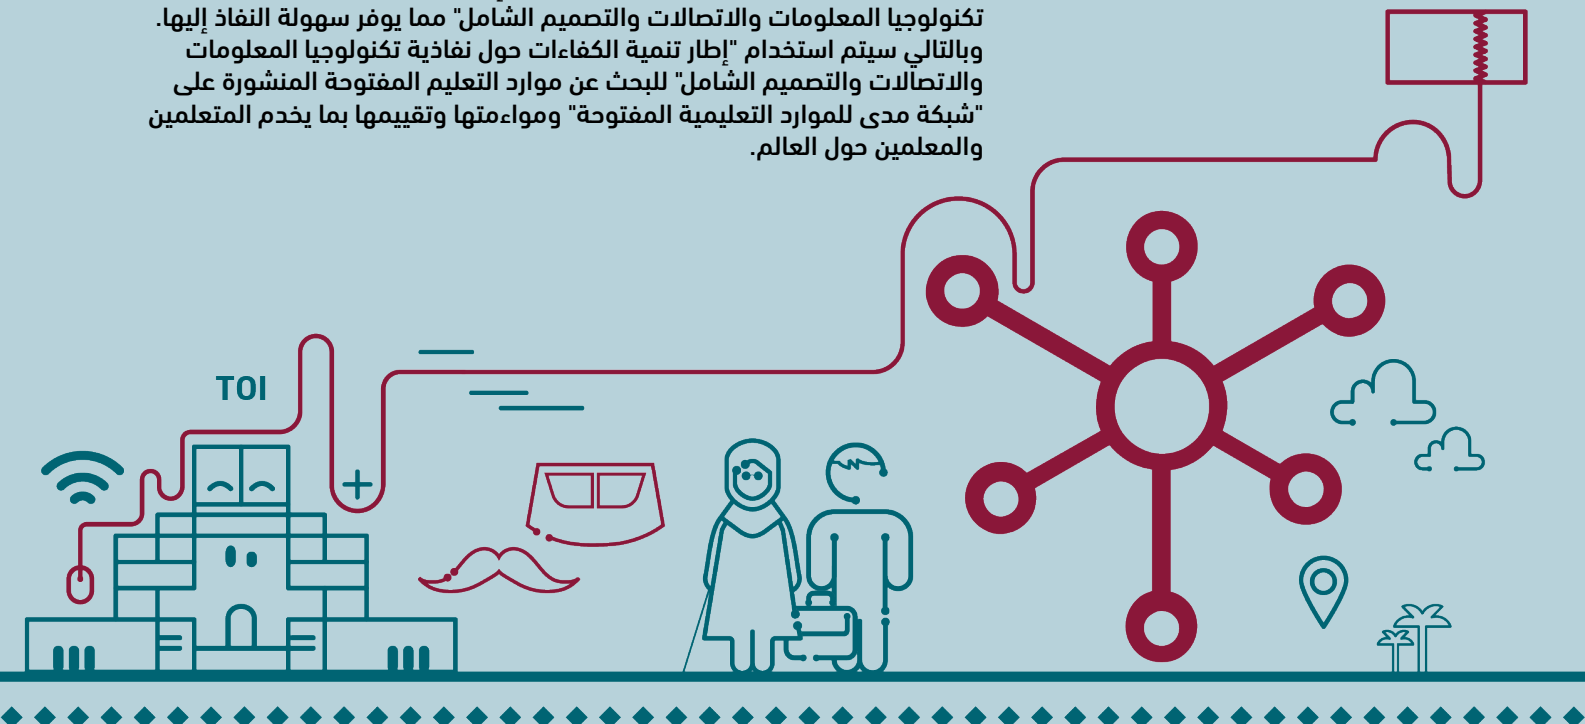 تكنولوجيا المعلومات والاتصالات والتصميم الشامل" مما يوفر سهولة النفاذ إليها.
وبالتالي سيتم استخدام "إطار تنمية الكفاءات حول نفاذية تكنولوجيا المعلومات
والاتصالات والتصميم الشامل" للبحث عن موارد التعليم المفتوحة المنشورة على
"شبكة مدى للموارد التعليمية المفتوحة" ومواءمتها وتقييمها بما يخدم المتعلمين
والمعلمين حول العالم.
TOI